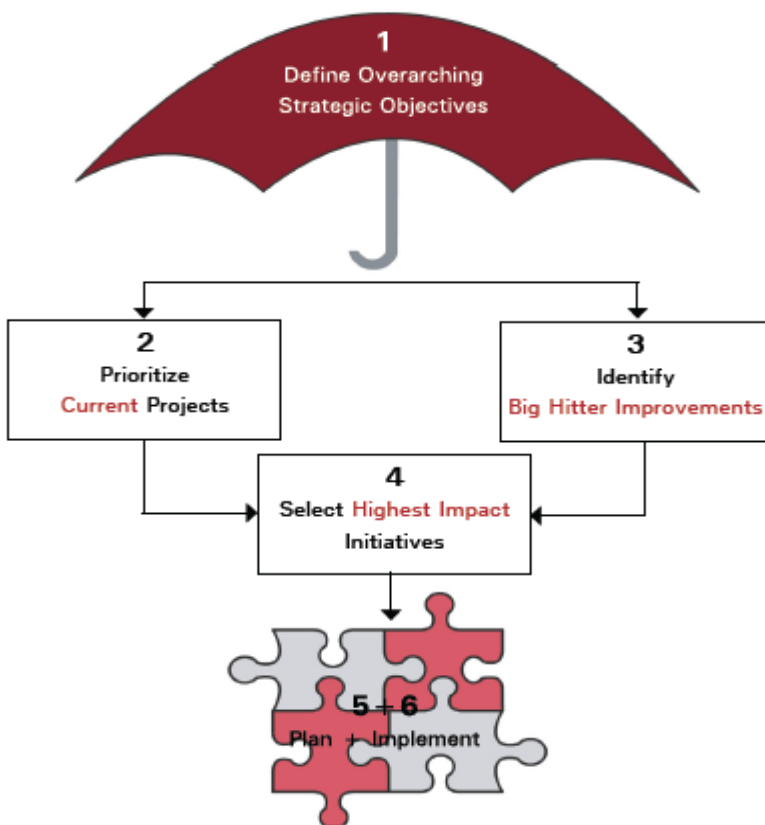 1
Define Overarching
Strategic Objectives
2
Prioritize
Current Projects
3
Identify
Big Hitter Improvements
4
Select Highest Impact
Initiatives
5+6
Plan + Implement